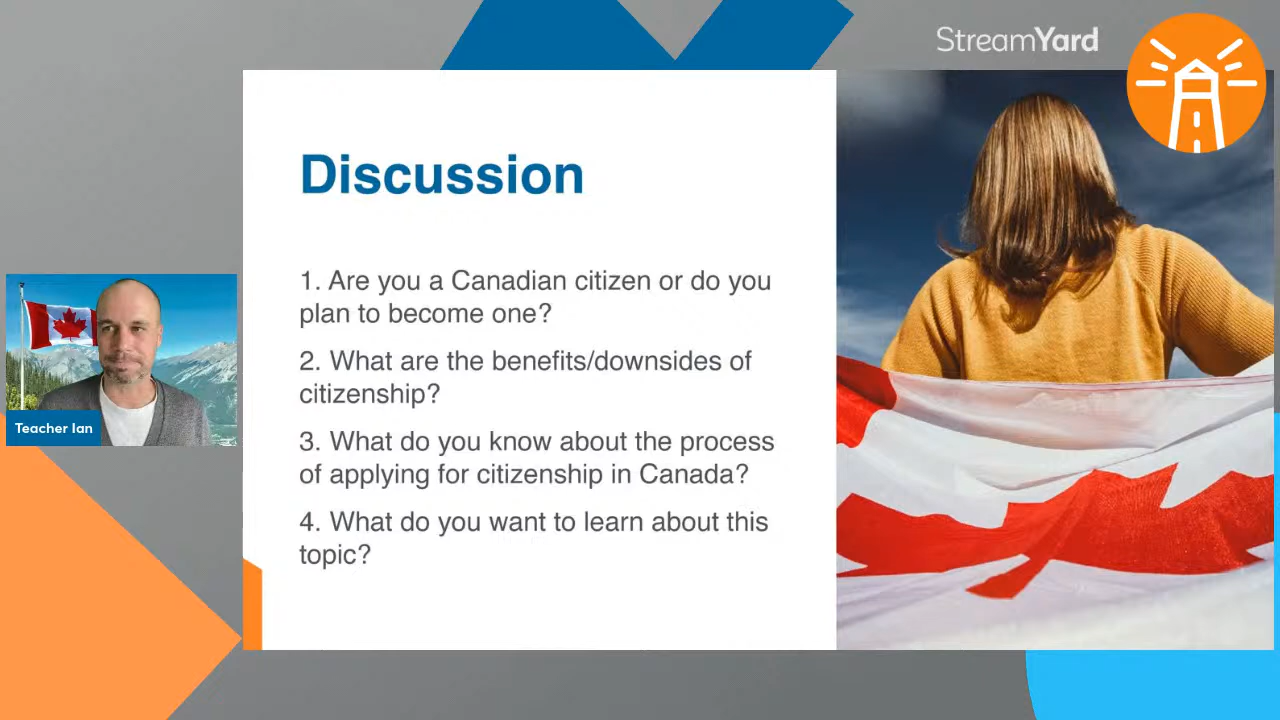 StreamYard
Discussion
1. Are you a Canadian citizen or do you
plan to become one?
2. What are the benefits/downsides of
citizenship?
3. What do you know about the process
of applying for citizenship in Canada?
4. What do you want to learn about this
topic?
Teacher Ian